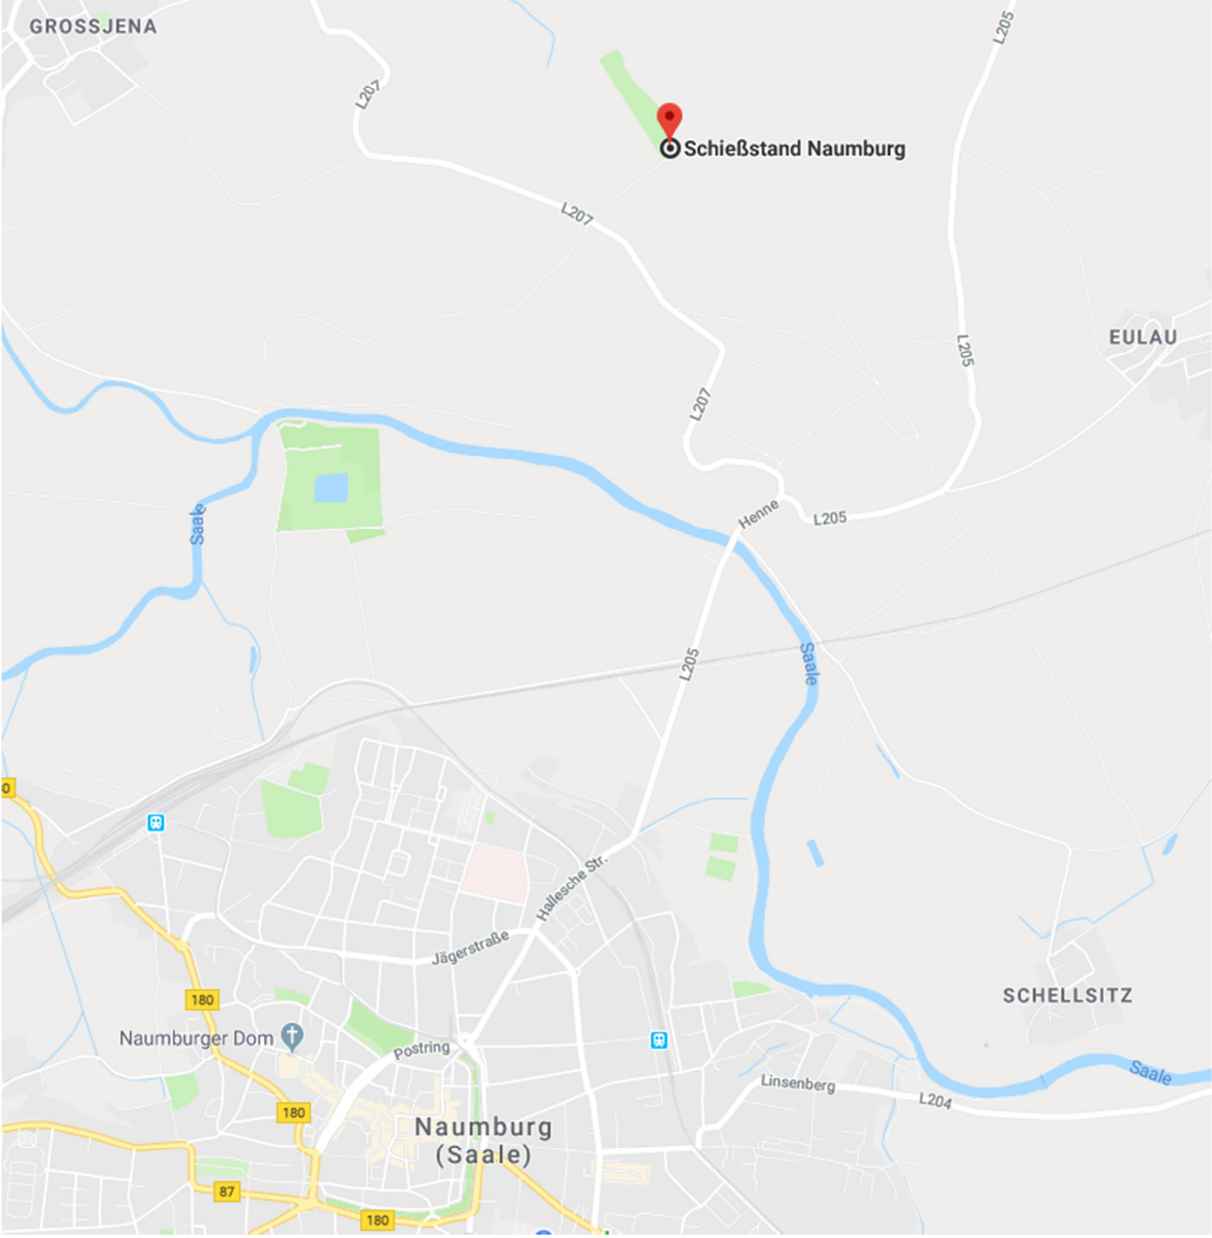 GROSSJENA
L205
L207
Schießstand Naumburg
L207
L205
EULAU
L207
Henne
L205
Saale
L205
Saale
0
Hallesche Str.
Jägerstraße
180
SCHELLSITZ
Naumburger Dom
Postring
Saale
Linsenberg
L204
180
Naumburg
(Saale)
87
180